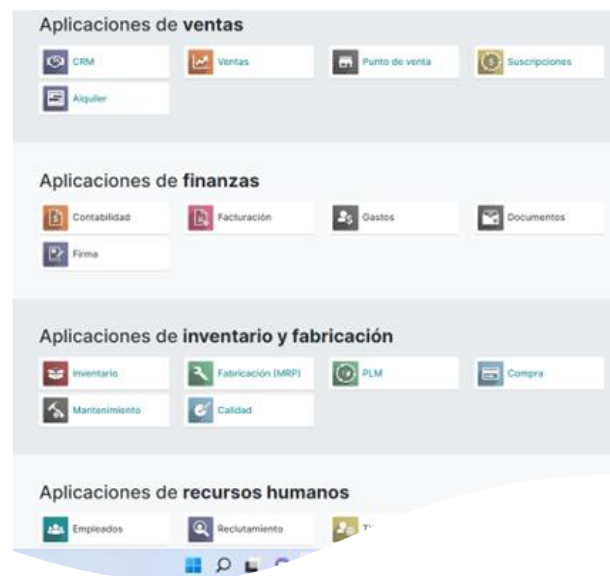 Aplicaciones de ventas
CRM Ventas Punto de venta Suscripciones
Alquiler
Aplicaciones de finanzas
Contabilidad Facturación Gastos Documentos
Firma
Aplicaciones de inventario y fabricación
Inventario Fabricación (MRP) PLM Compra
Mantenimiento Calidad
Aplicaciones de recursos humanos
Empleados Reclutamiento